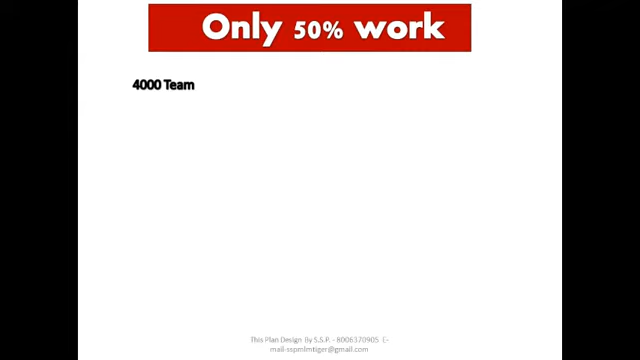 Only 50% work
4000 Team
This Plan Design By S.S.P. - 8006370905 E-
mail-sspmlmtiger@gmail.com